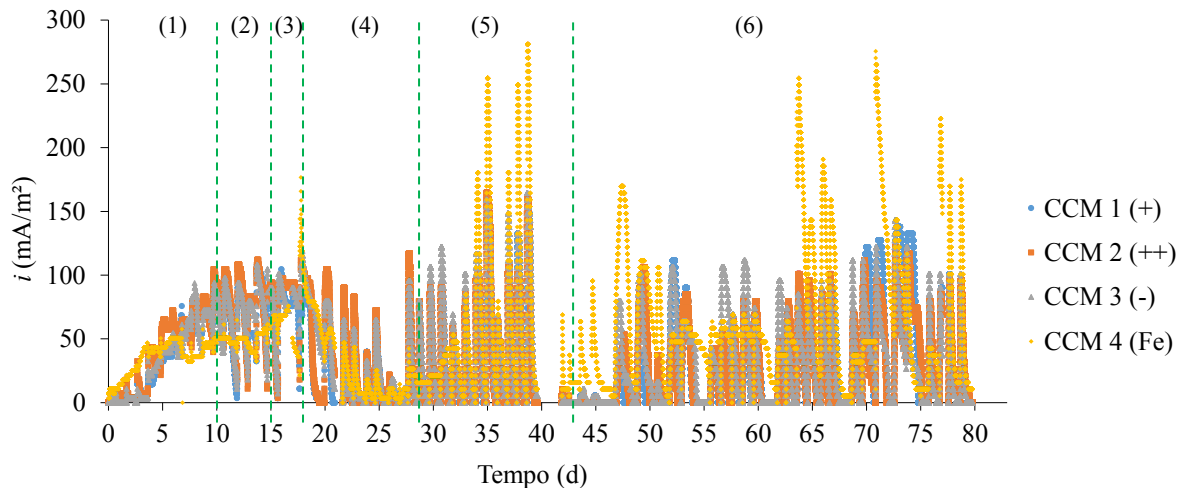 300
250
200
150
100
50
0
i (mA/m²)
(1) (2) (3) (4) (5) (6)
0 5 10 15 20 25 30 35 40 45 50 55 60 65 70 75 80
Tempo (d)
CCM 1 (+)
CCM 2 (++)
CCM 3 (-)
CCM 4 (Fe)